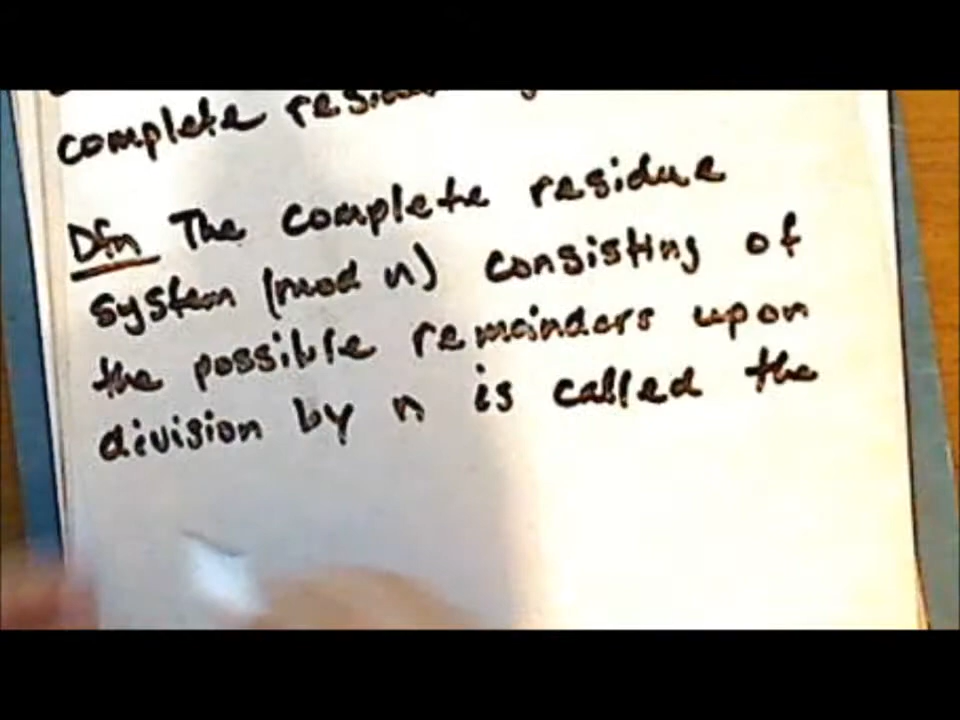 complete
Dfn The complete residue
system (mod n) consisting of
the possible remainders upon
division by n is called the